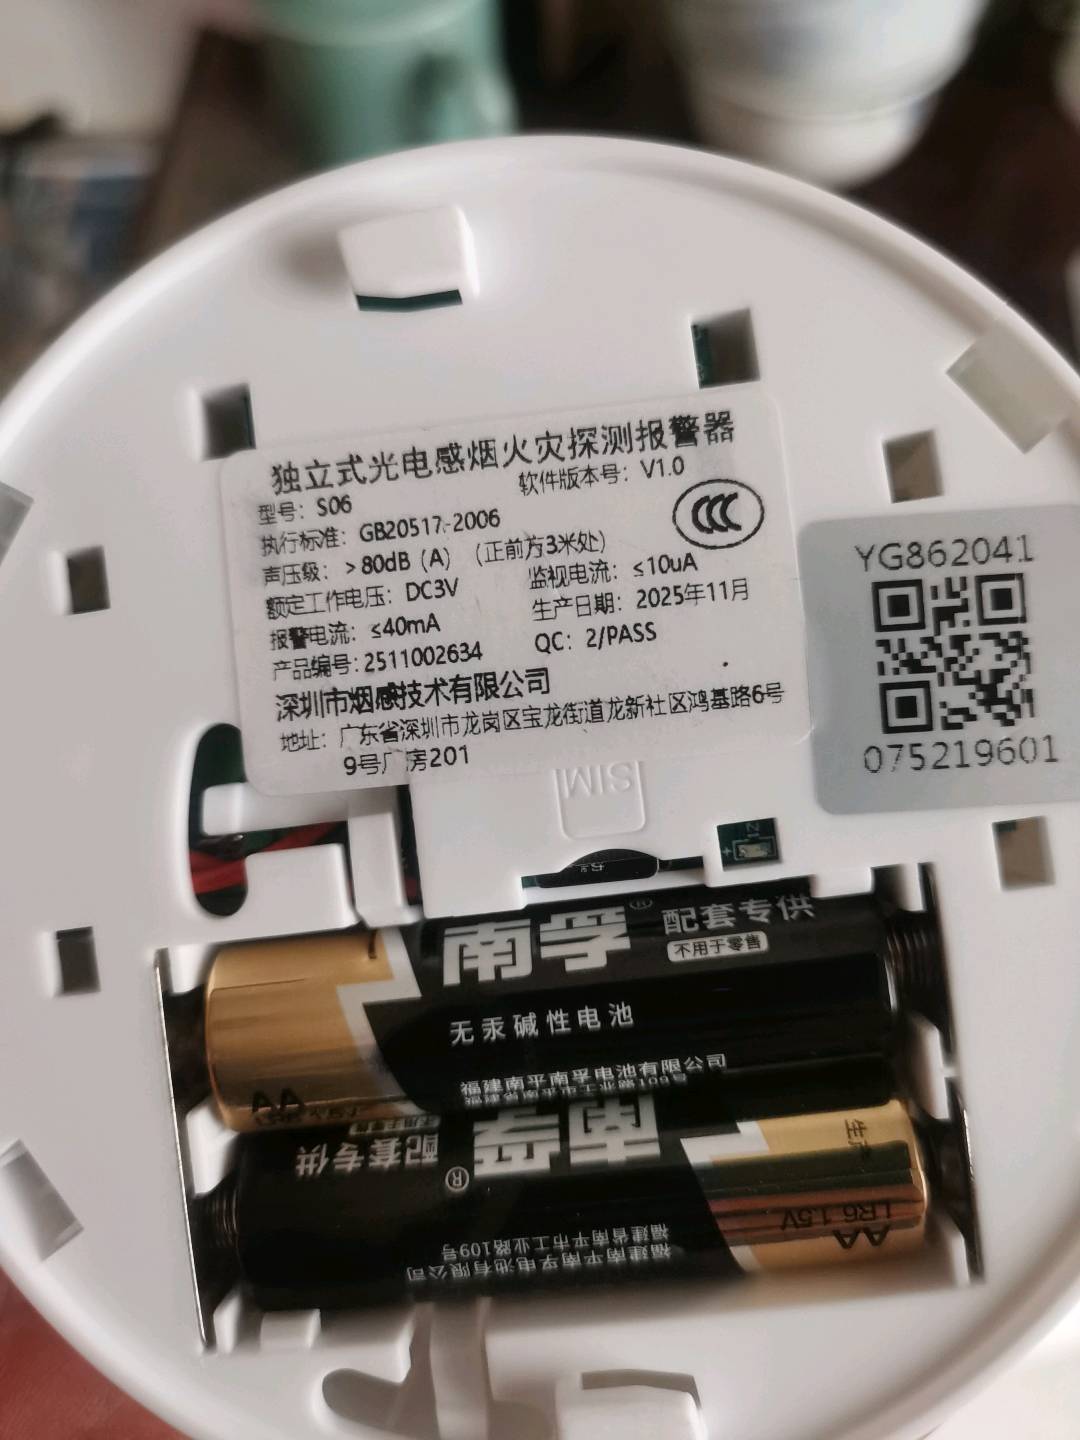 独立式光电感烟火灾探测报警器
型号：S06
软件版本号：V1.0
执行标准：GB20517-2006
声压级：>80dB（A）（正前方3米处）
额定工作电压：DC3V
监视电流：≤10uA
报警电流：≤40mA
生产日期：2025年11月
产品编号：2511002634
QC：2/PASS
深圳市烟感技术有限公司
地址：广东省深圳市龙岗区宝龙街道龙新社区鸿基路6号
9号厂房201
CCC
YG862041
075219601
SIM
南孚®
配套专供
不用于零售
无汞碱性电池
福建南平南孚电池有限公司
AA
南孚®
配套专供
不用于零售
福建南平南孚电池有限公司
福建省南平市工业路109号
AA
LR6 1.5V
生产